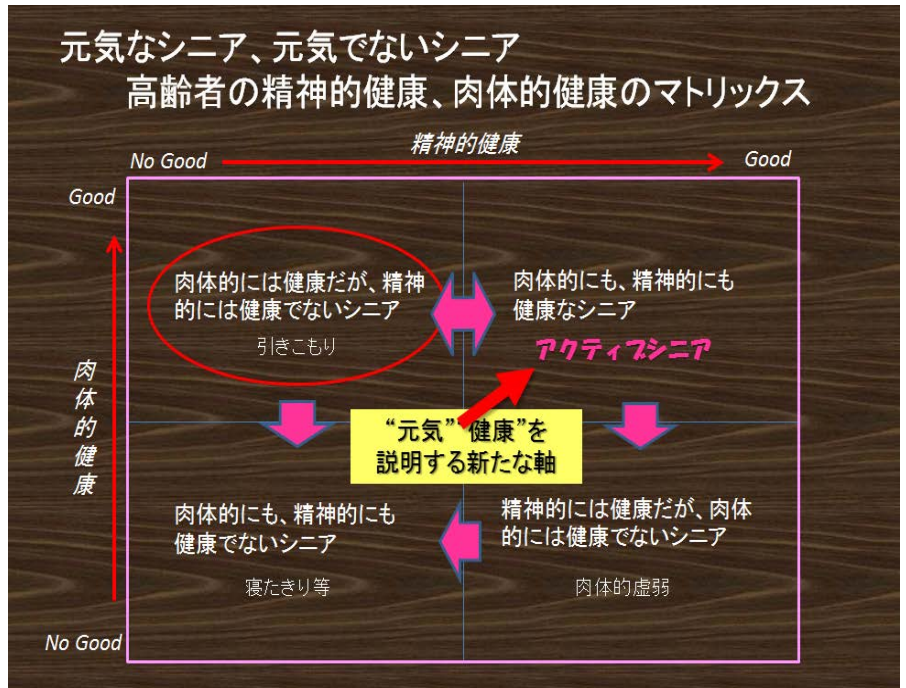 元気なシニア、元気でないシニア
高齢者の精神的健康、肉体的健康のマトリックス
精神的健康
No Good
Good
Good
肉体的には健康だが、精神
的には健康でないシニア
引きこもり
肉体的にも、精神的にも
健康なシニア
アクティブシニア
肉体的健康
“元気” “健康”を
説明する新たな軸
肉体的にも、精神的にも
健康でないシニア
寝たきり等
精神的には健康だが、肉体
的には健康でないシニア
肉体的虚弱
No Good